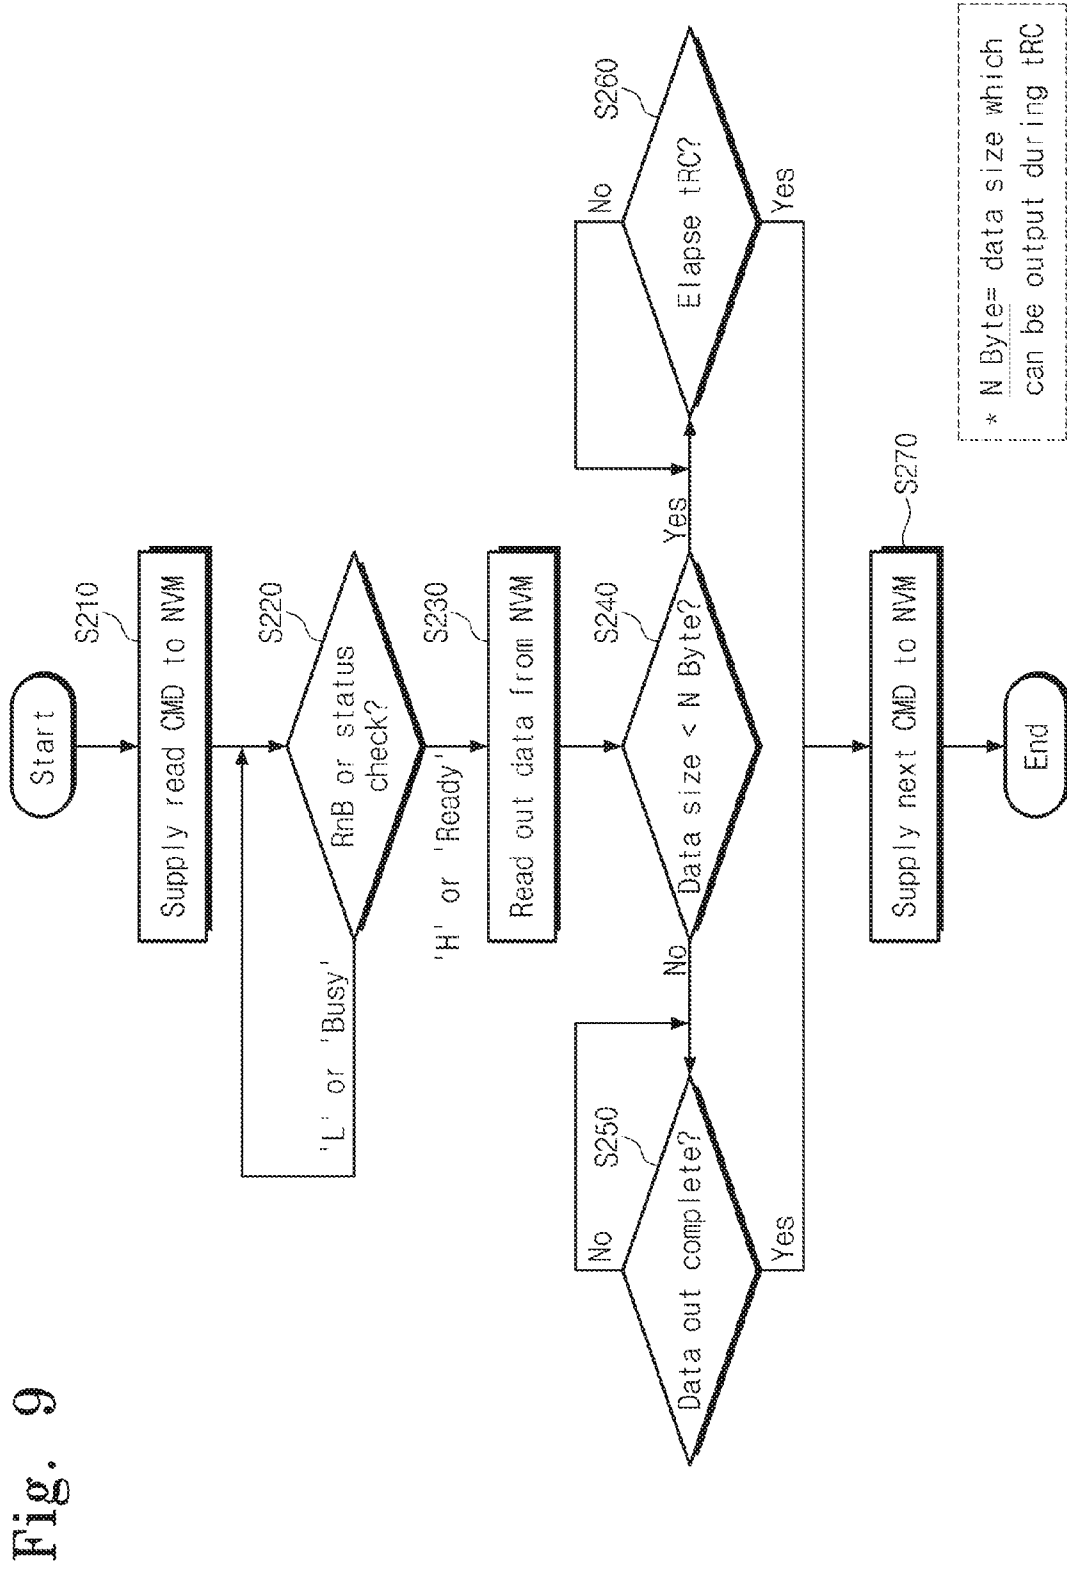 Fig. 9
Start
S210
Supply read CMD to NVM
S220
RnB or status
check?
'L' or 'Busy'
'H' or 'Ready'
S230
Read out data from NVM
S240
Data size < N Byte?
No
Yes
S250
Data out complete?
No
Yes
S260
Elapse tRC?
No
Yes
S270
Supply next CMD to NVM
End
* N Byte= data size which
can be output during tRC